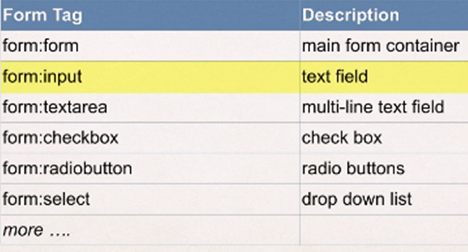 Form Tag Description
form:form main form container
form:input text field
form:textarea multi-line text field
form:checkbox check box
form:radiobutton radio buttons
form:select drop down list
more ....